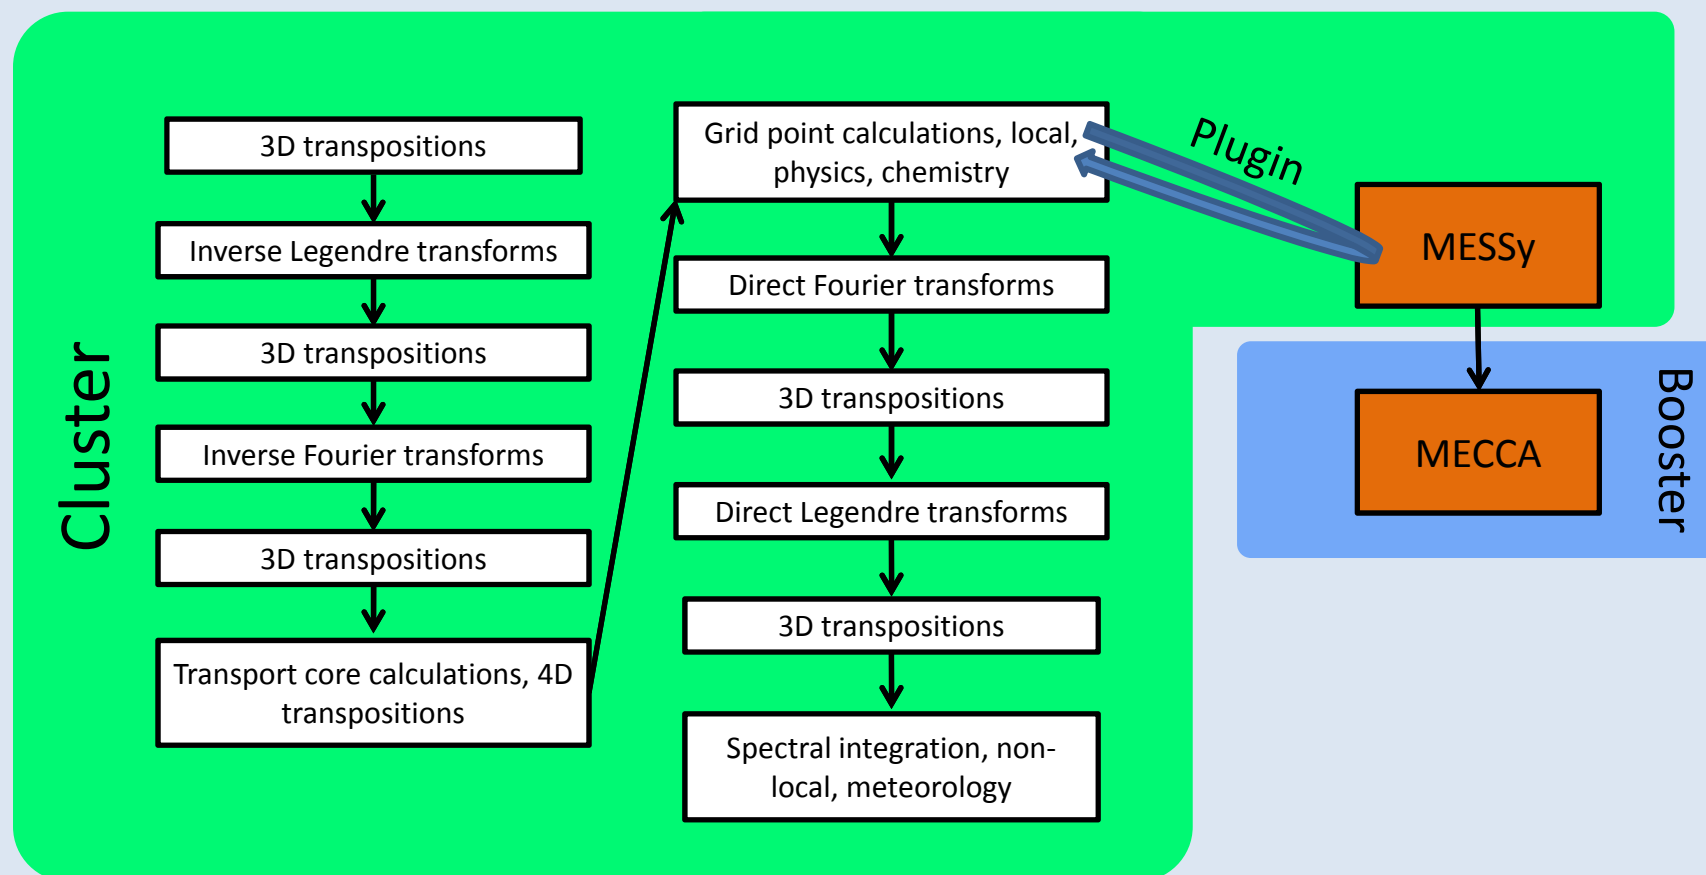 Cluster
3D transpositions
Inverse Legendre transforms
3D transpositions
Inverse Fourier transforms
3D transpositions
Transport core calculations, 4D
transpositions
Grid point calculations, local,
physics, chemistry
Direct Fourier transforms
3D transpositions
Direct Legendre transforms
3D transpositions
Spectral integration, non-
local, meteorology
Plugin
MESSy
MECCA
Booster